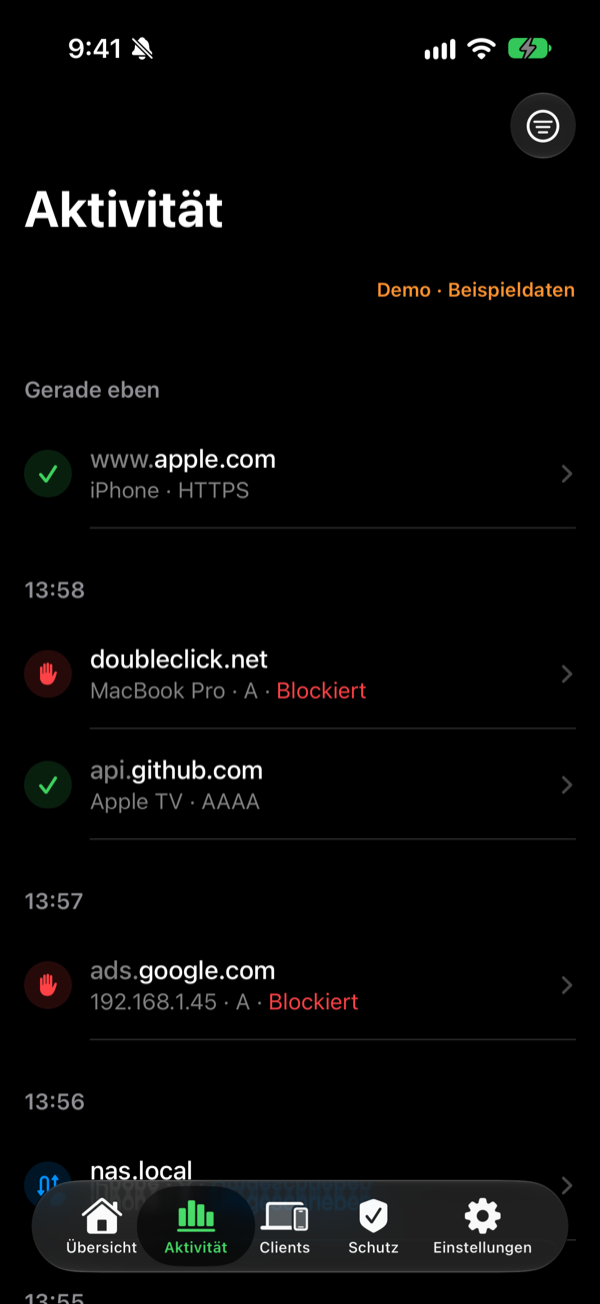 9:41
Aktivität
Demo · Beispieldaten
Gerade eben
www.apple.com
iPhone · HTTPS
13:58
doubleclick.net
MacBook Pro · A · Blockiert
api.github.com
Apple TV · AAAA
13:57
ads.google.com
192.168.1.45 · A · Blockiert
13:56
nas.local
Übersicht
Aktivität
Clients
Schutz
Einstellungen
13:55